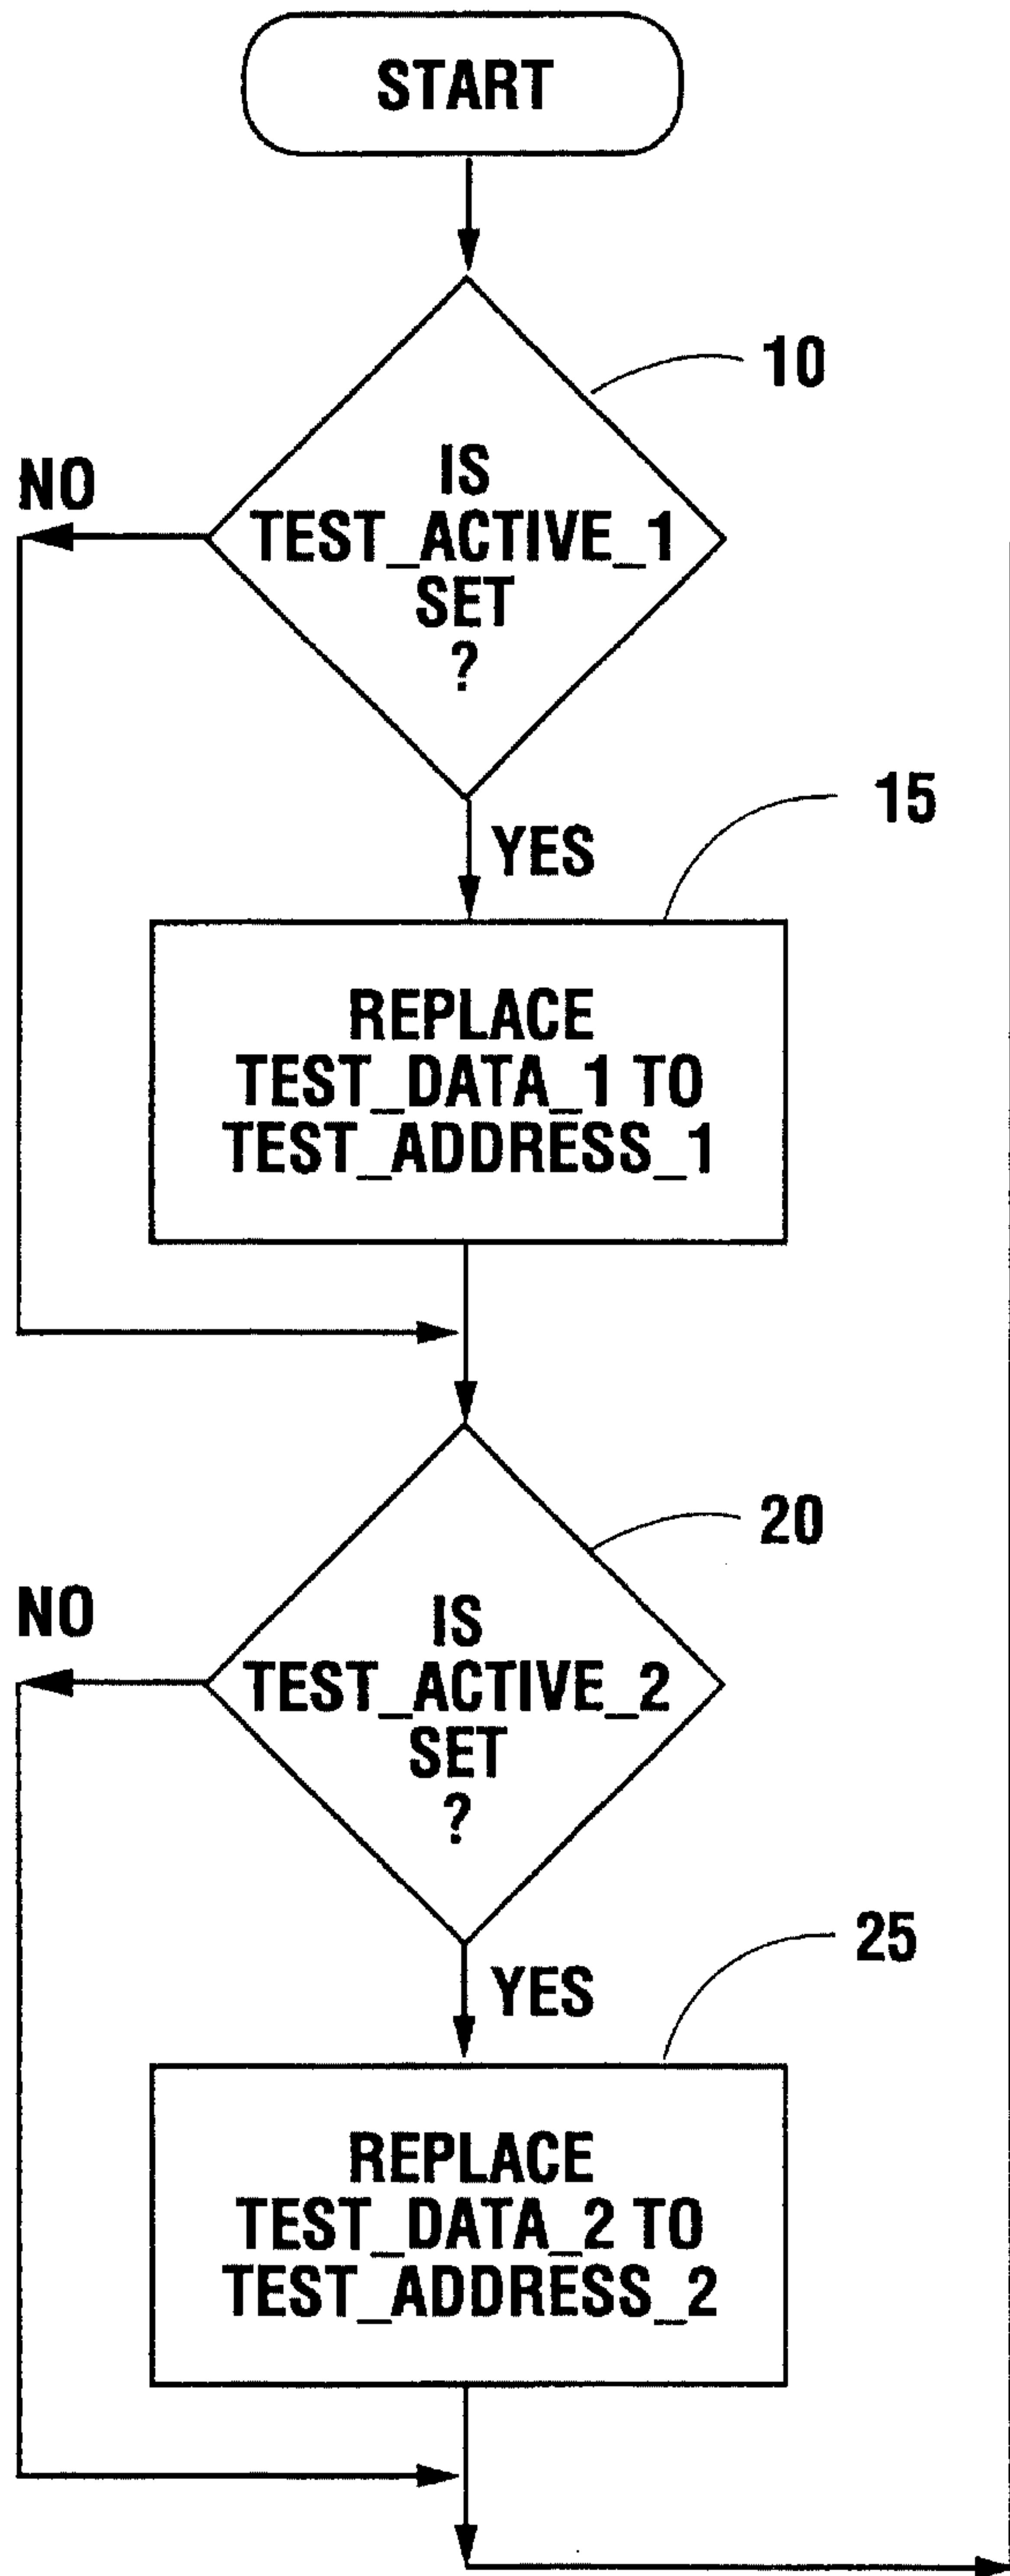 START
10
IS
TEST_ACTIVE_1
SET
?
NO
YES
15
REPLACE
TEST_DATA_1 TO
TEST_ADDRESS_1
20
IS
TEST_ACTIVE_2
SET
?
NO
YES
25
REPLACE
TEST_DATA_2 TO
TEST_ADDRESS_2